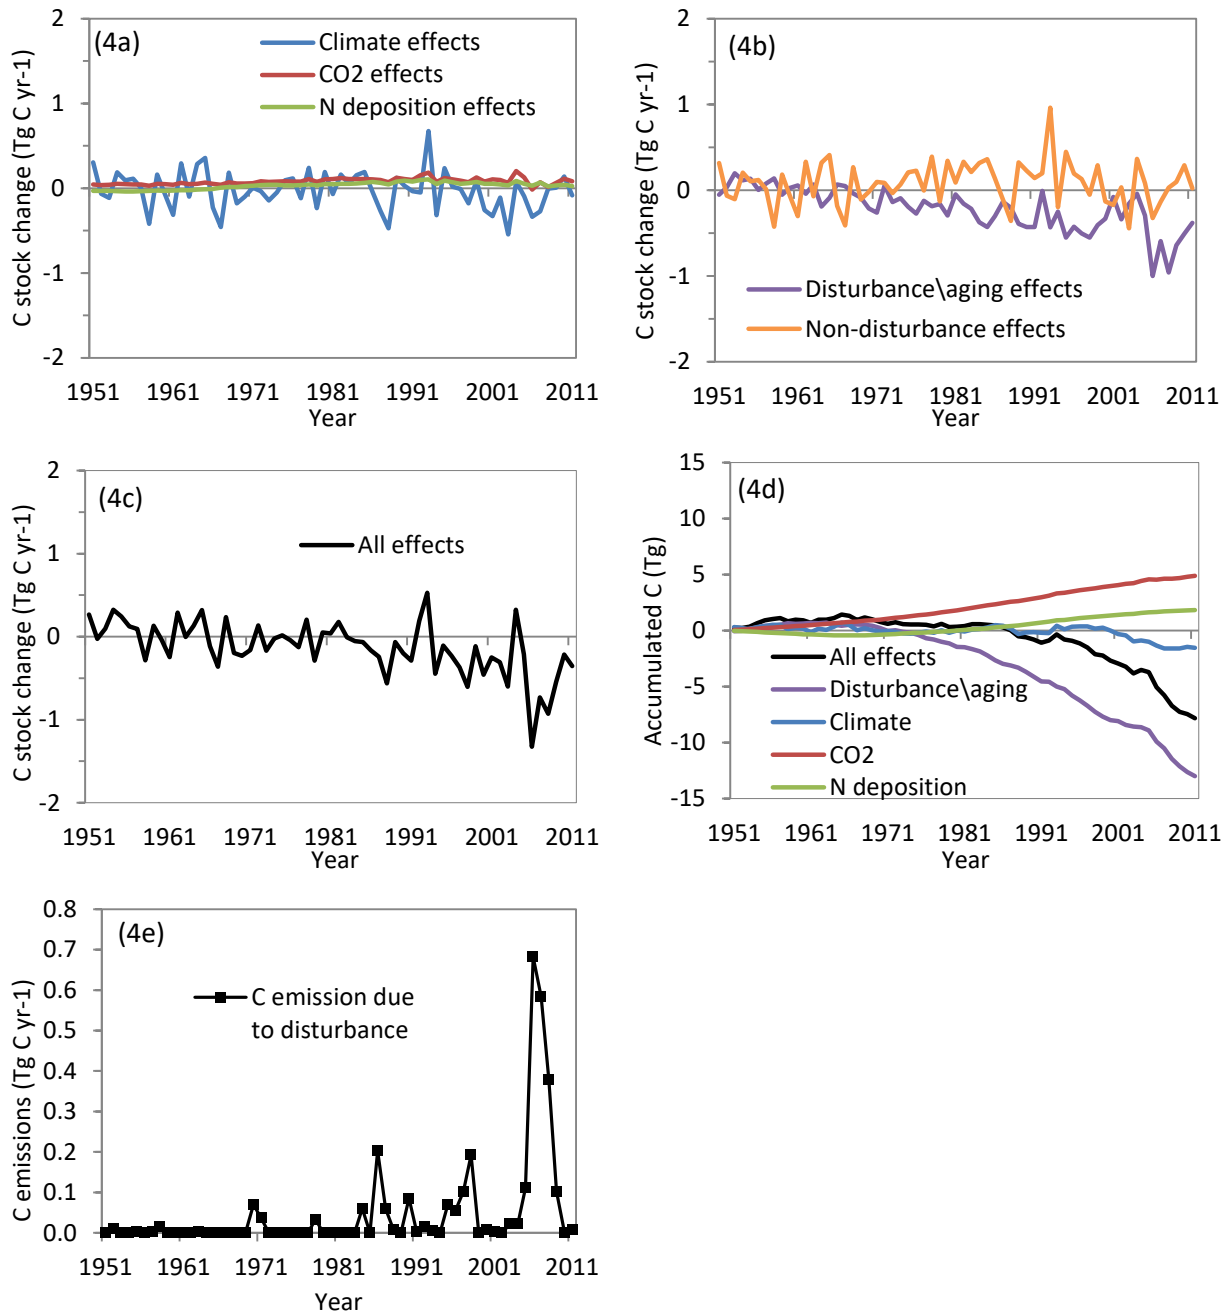 (4a)
Climate effects
CO2 effects
N deposition effects
C stock change (Tg C yr-1)
2
1
0
-1
-2
1951 1961 1971 1981 1991 2001 2011
Year
(4b)
Disturbance\aging effects
Non-disturbance effects
C stock change (Tg C yr-1)
2
1
0
-1
-2
1951 1961 1971 1981 1991 2001 2011
Year
(4c)
All effects
C stock change (Tg C yr-1)
2
1
0
-1
-2
1951 1961 1971 1981 1991 2001 2011
Year
(4d)
All effects
Disturbance\aging
Climate
CO2
N deposition
Accumulated C (Tg)
15
10
5
0
-5
-10
-15
1951 1961 1971 1981 1991 2001 2011
Year
(4e)
C emission due
to disturbance
C emissions (Tg C yr-1)
0.8
0.7
0.6
0.5
0.4
0.3
0.2
0.1
0.0
1951 1961 1971 1981 1991 2001 2011
Year